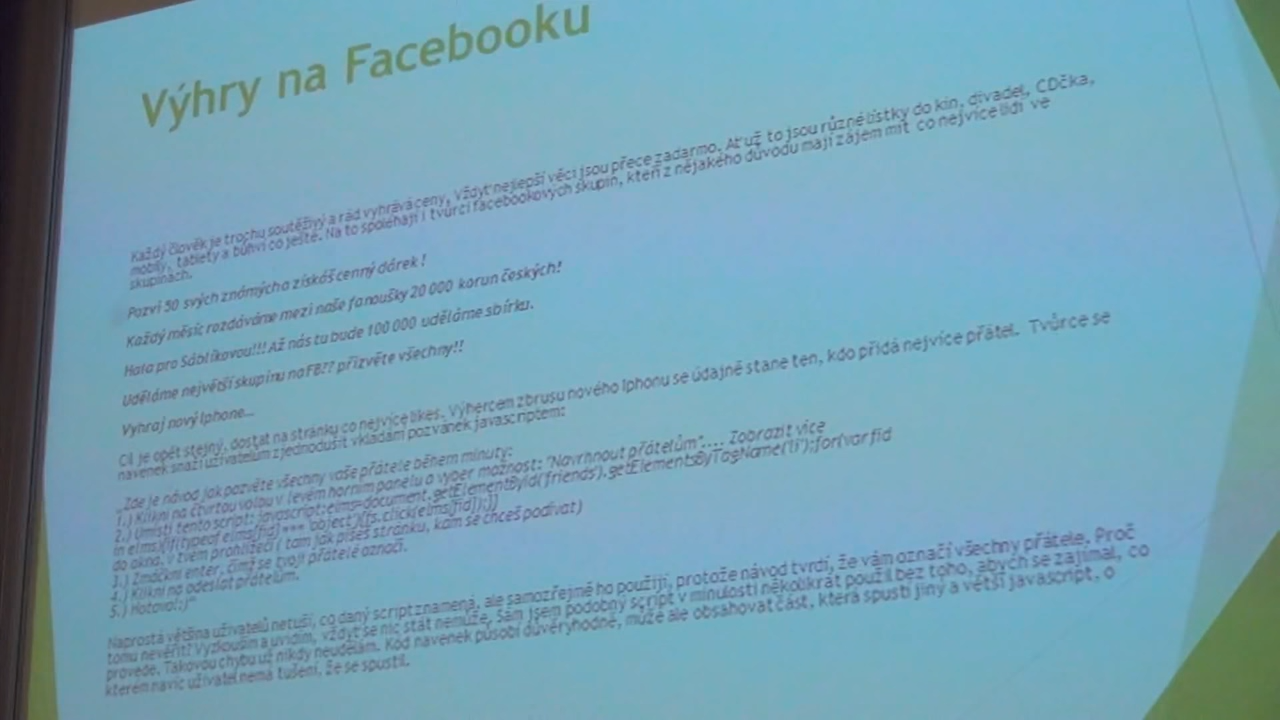 Výhry na Facebooku
Každý člověk je trochu soutěživý a rád vyhrává ceny, Vždyť nejlepší věci jsou přece zadarmo. Ať už to jsou různé lístky do kin, divadel, CDčka,
mobily, tablety a bůhví co ještě. Na to spoléhají i tvůrci facebookových skupin, kteří z nějakého důvodu mají zájem mít co nejvíce lidí ve
skupinách.
Pozvi 50 svých známých a získáš cenný dárek !
Každý měsíc rozdáváme mezi naše fanoušky 20 000 korun českých!
Hala pro Sáblíkovou!!! Až nás tu bude 100 000 uděláme sbírku.
Uděláme největší skupinu na FB?? přizvěte všechny!!
Vyhraj nový Iphone...
Cíl je opět stejný, dostat na stránky co nejvíce likes. Výhercem zbrusu nového Iphonu se údajně stane ten, kdo přidá nejvíce přátel. Tvůrce se
navenek snaží uživatelům zjednodušit vkládám pozvánek javascriptem:
„Zde je návod jak pozvěte všechny vaše přátele během minuty:
1.) Klikni na čtvrtou volbu v levém horním panelu a vyber možnost: "Navrhnout přátelům".... Zobrazit více
2.) Umísti tento script: javascript:elms=document.getElementById('friends').getElementsByTagName('li');for(var fid
in elms){if(typeof elms[fid] === 'object'){fs.click(elms[fid]);}}
do okna, v tvém prohlížeči ( tam jak píšeš stránku, kam se chceš podívat)
3.) Zmáčkni enter, čímž se tvoji přátelé označí.
4.) Klikni na odeslat přátelům.
5.) Hotovo!:)"
Naprostá většina uživatelů netuší, co daný script znamená, ale samozřejmě ho použijí, protože návod tvrdí, že vám označí všechny přátele. Proč
tomu nevěřit? Vyzkouším a uvidím, vždyť se nic stát nemůže. Sám jsem podobný script v minulosti několikrát použil bez toho, abych se zajímal, co
provede. Takovou chybu už nikdy neudělám. Kód navenek působí důvěryhodně, může ale obsahovat část, která spustí jiný a větší javascript, o
kterém navíc uživatel nemá tušení, že se spustil.